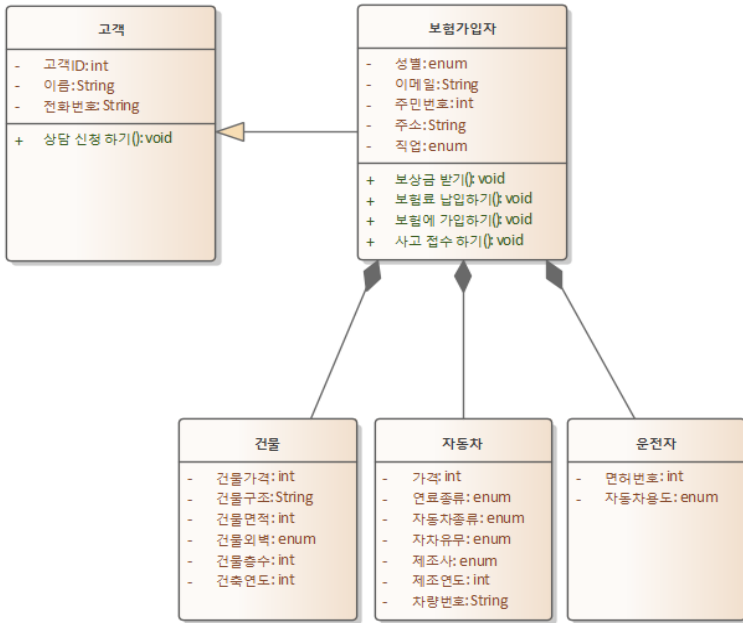 고객
- 고객ID: int
- 이름: String
- 전화번호: String
+ 상담 신청 하기(): void
보험가입자
- 성별: enum
- 이메일: String
- 주민번호: int
- 주소: String
- 직업: enum
+ 보상금 받기(): void
+ 보험료 납입하기(): void
+ 보험에 가입하기(): void
+ 사고 접수 하기(): void
건물
- 건물가격: int
- 건물구조: String
- 건물면적: int
- 건물외벽: enum
- 건물층수: int
- 건축연도: int
자동차
- 가격: int
- 연료종류: enum
- 자동차종류: enum
- 자차유무: enum
- 제조사: enum
- 제조연도: int
- 차량번호: String
운전자
- 면허번호: int
- 자동차용도: enum